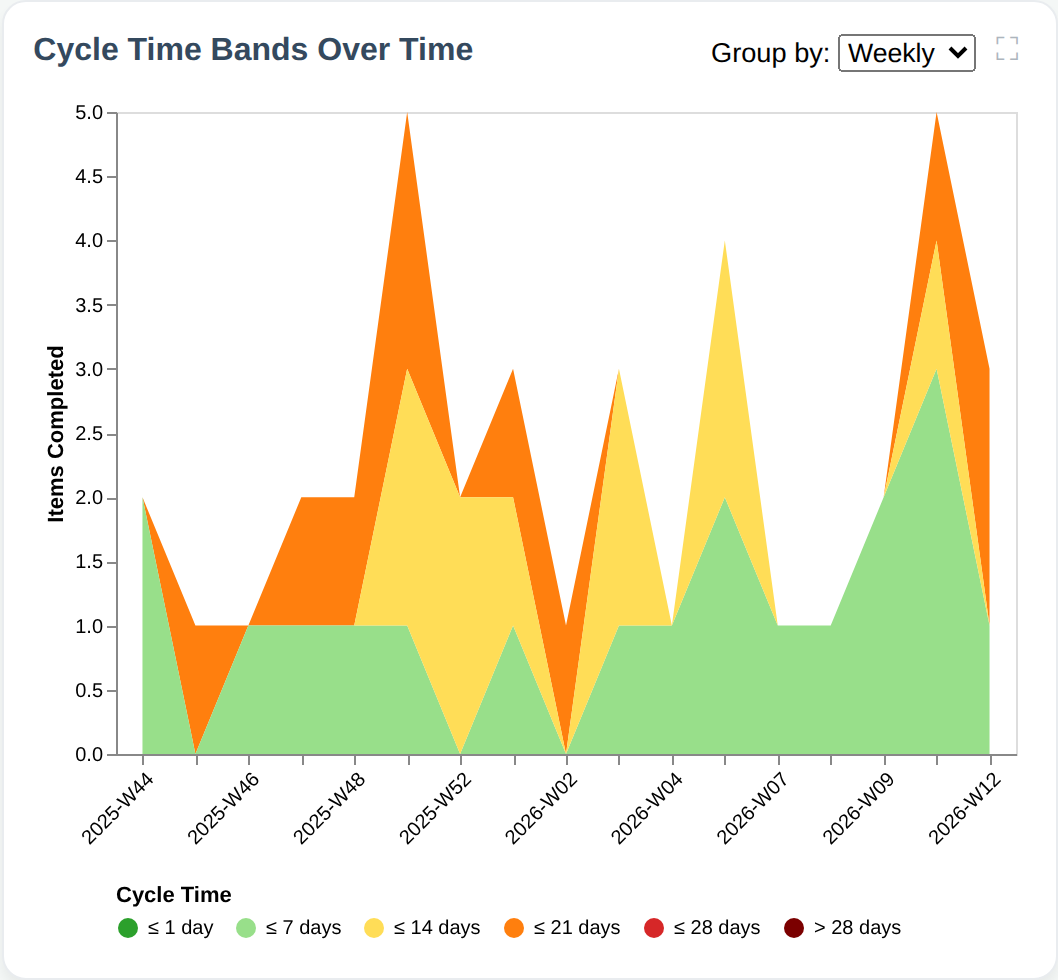 Cycle Time Bands Over Time
Group by: Weekly
5.0
4.5
4.0
3.5
3.0
2.5
2.0
1.5
1.0
0.5
0.0
Items Completed
2025-W44
2025-W46
2025-W48
2025-W52
2026-W02
2026-W04
2026-W07
2026-W09
2026-W12
Cycle Time
≤ 1 day ≤ 7 days ≤ 14 days ≤ 21 days ≤ 28 days > 28 days